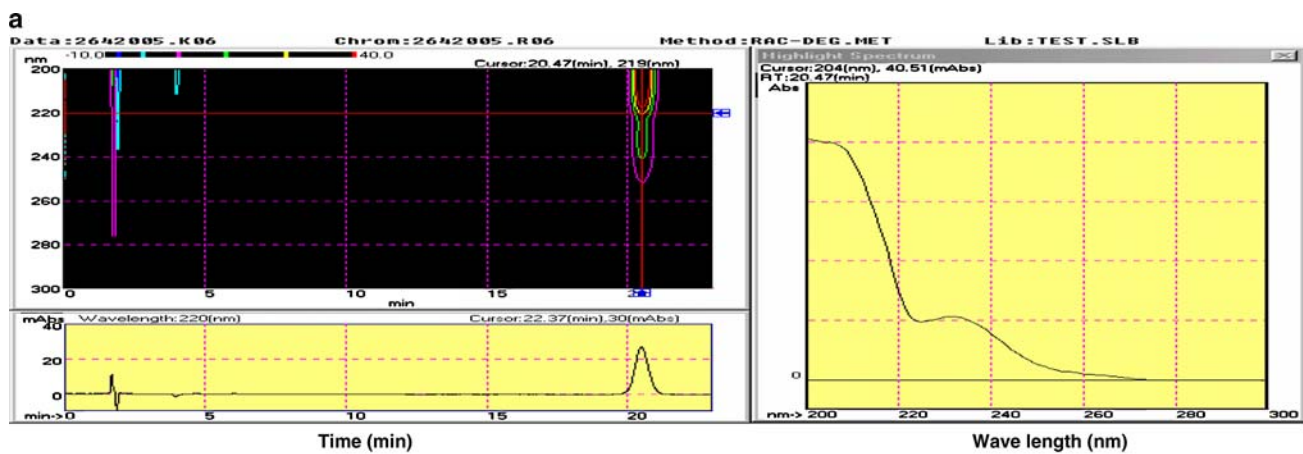 a
Data:2642005.K06 Chrom:2642005.R06 Method:RAC-DEG.MET Lib:TEST.SLB
-10.0 40.0
nm
Cursor:20.47(min), 219(nm)
200
220
240
260
280
300
0 5 10 15
min
mAbs Wavelength:220(nm) Cursor:22.37(min),30(mAbs)
40
20
0
min->0 5 10 15 20
Time (min)
Highlight Spectrum
Cursor:204(nm), 40.51(mAbs)
RT:20.47(min)
Abs
0
nm-> 200 220 240 260 280 300
Wave length (nm)